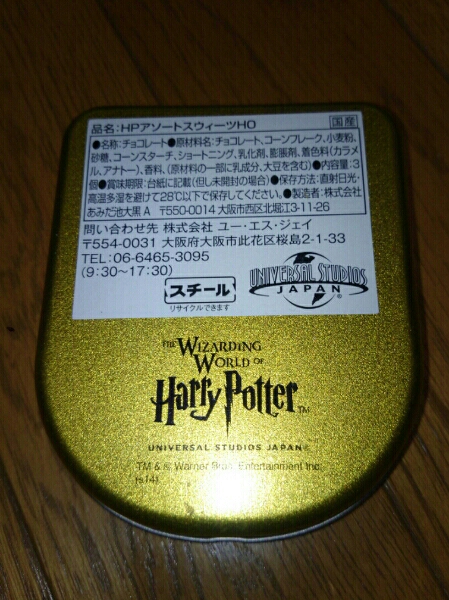 品名：HPアソートスウィーツHO 国産
●名称：チョコレート●原材料名：チョコレート、コーンフレーク、小麦粉、
砂糖、コーンスターチ、ショートニング、乳化剤、膨脹剤、着色料（カラメ
ル、アナトー）、香料、（原材料の一部に乳成分、大豆を含む）●内容量：3
個●賞味期限：台紙に記載（但し未開封の場合）●保存方法：直射日光・
高温多湿を避けて28℃以下で保存してください。●製造者：株式会社
あみだ池大黒 A 〒550-0014 大阪市西区北堀江3-11-26
問い合わせ先 株式会社 ユー・エス・ジェイ
〒554-0031 大阪府大阪市此花区桜島2-1-33
TEL：06-6465-3095
（9：30～17：30）
スチール
リサイクルできます
UNIVERSAL STUDIOS
JAPAN®
THE WIZARDING
WORLD OF
Harry Potter™
UNIVERSAL STUDIOS JAPAN®
TM & © Warner Bros. Entertainment Inc.
(s14)